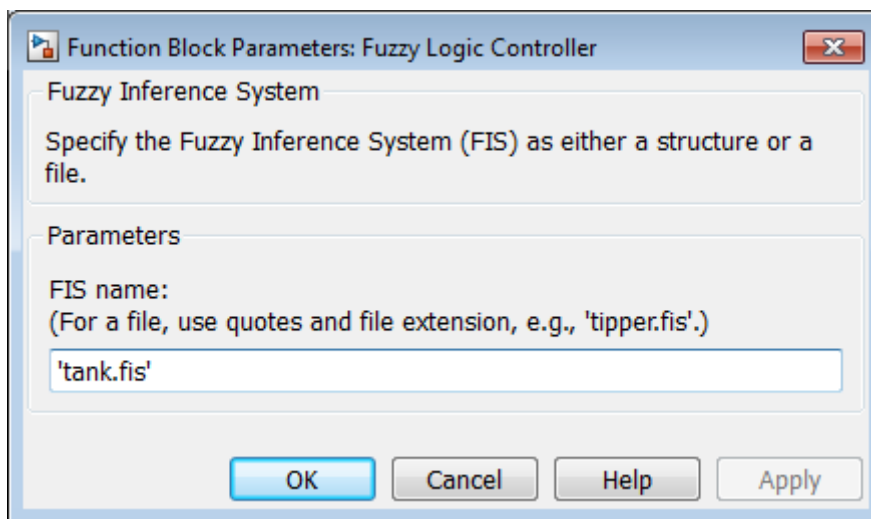 Function Block Parameters: Fuzzy Logic Controller
Fuzzy Inference System
Specify the Fuzzy Inference System (FIS) as either a structure or a
file.
Parameters
FIS name:
(For a file, use quotes and file extension, e.g., 'tipper.fis'.)
'tank.fis'
OK Cancel Help Apply